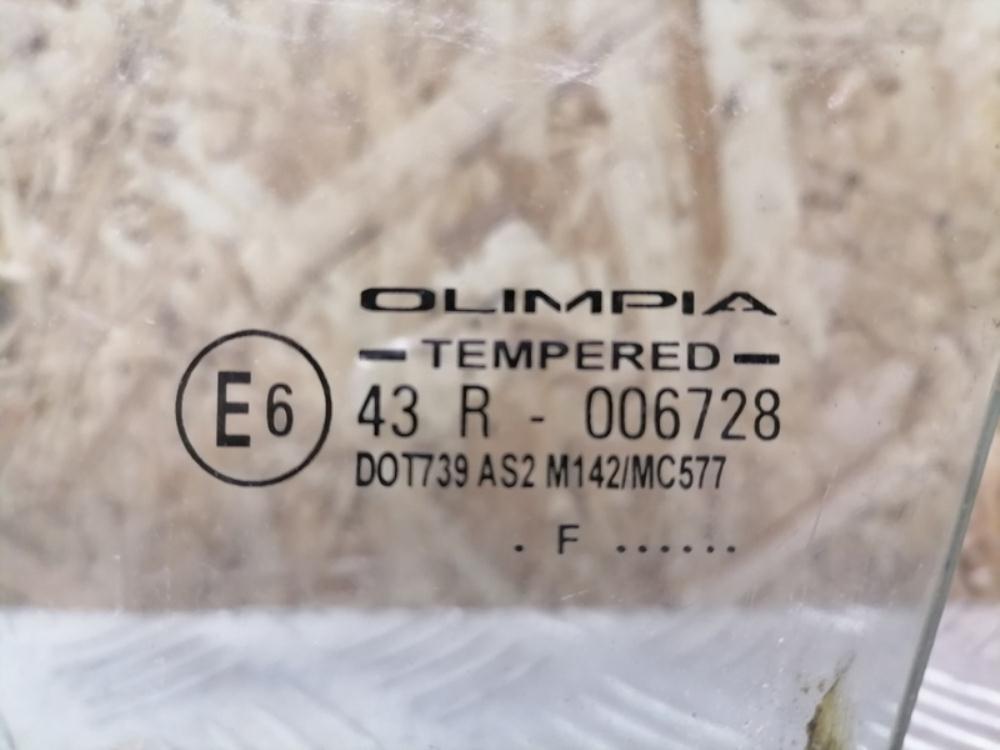 OLIMPIA
- TEMPERED -
E6 43 R - 006728
DOT739 AS2 M142/MC577
. F ......